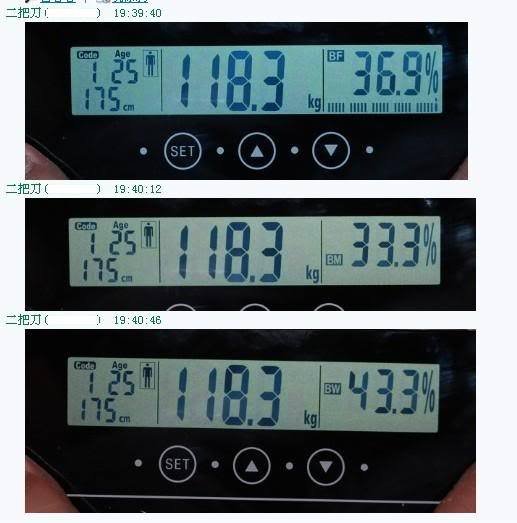 二把刀( ) 19:39:40
Code Age
1 25 118.3 kg BF 36.9%
175 cm
SET
二把刀( ) 19:40:12
Code Age
1 25 118.3 kg BM 33.3%
175 cm
二把刀( ) 19:40:46
Code Age
1 25 118.3 kg BW 43.3%
175 cm
SET